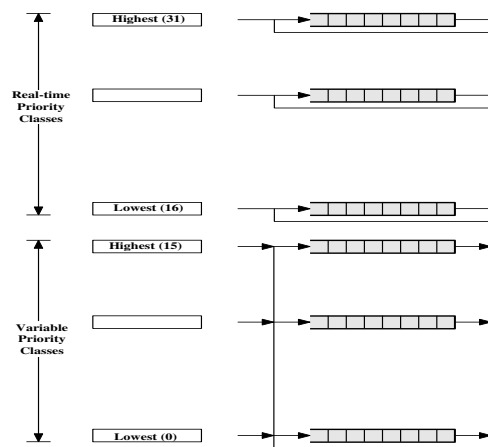 Highest (31)
Real-time
Priority
Classes
Lowest (16)
Highest (15)
Variable
Priority
Classes
Lowest (0)